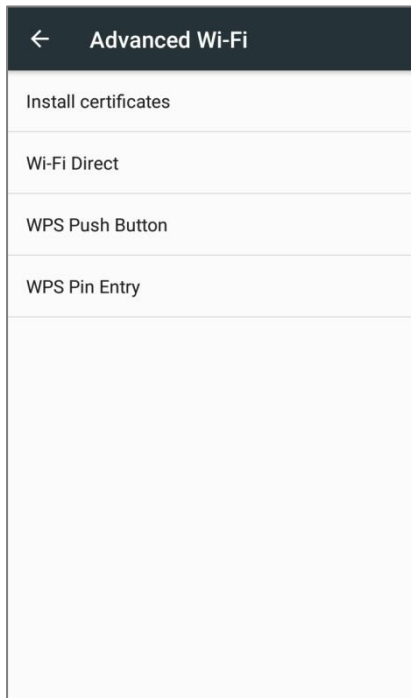 Advanced Wi-Fi
Install certificates
Wi-Fi Direct
WPS Push Button
WPS Pin Entry